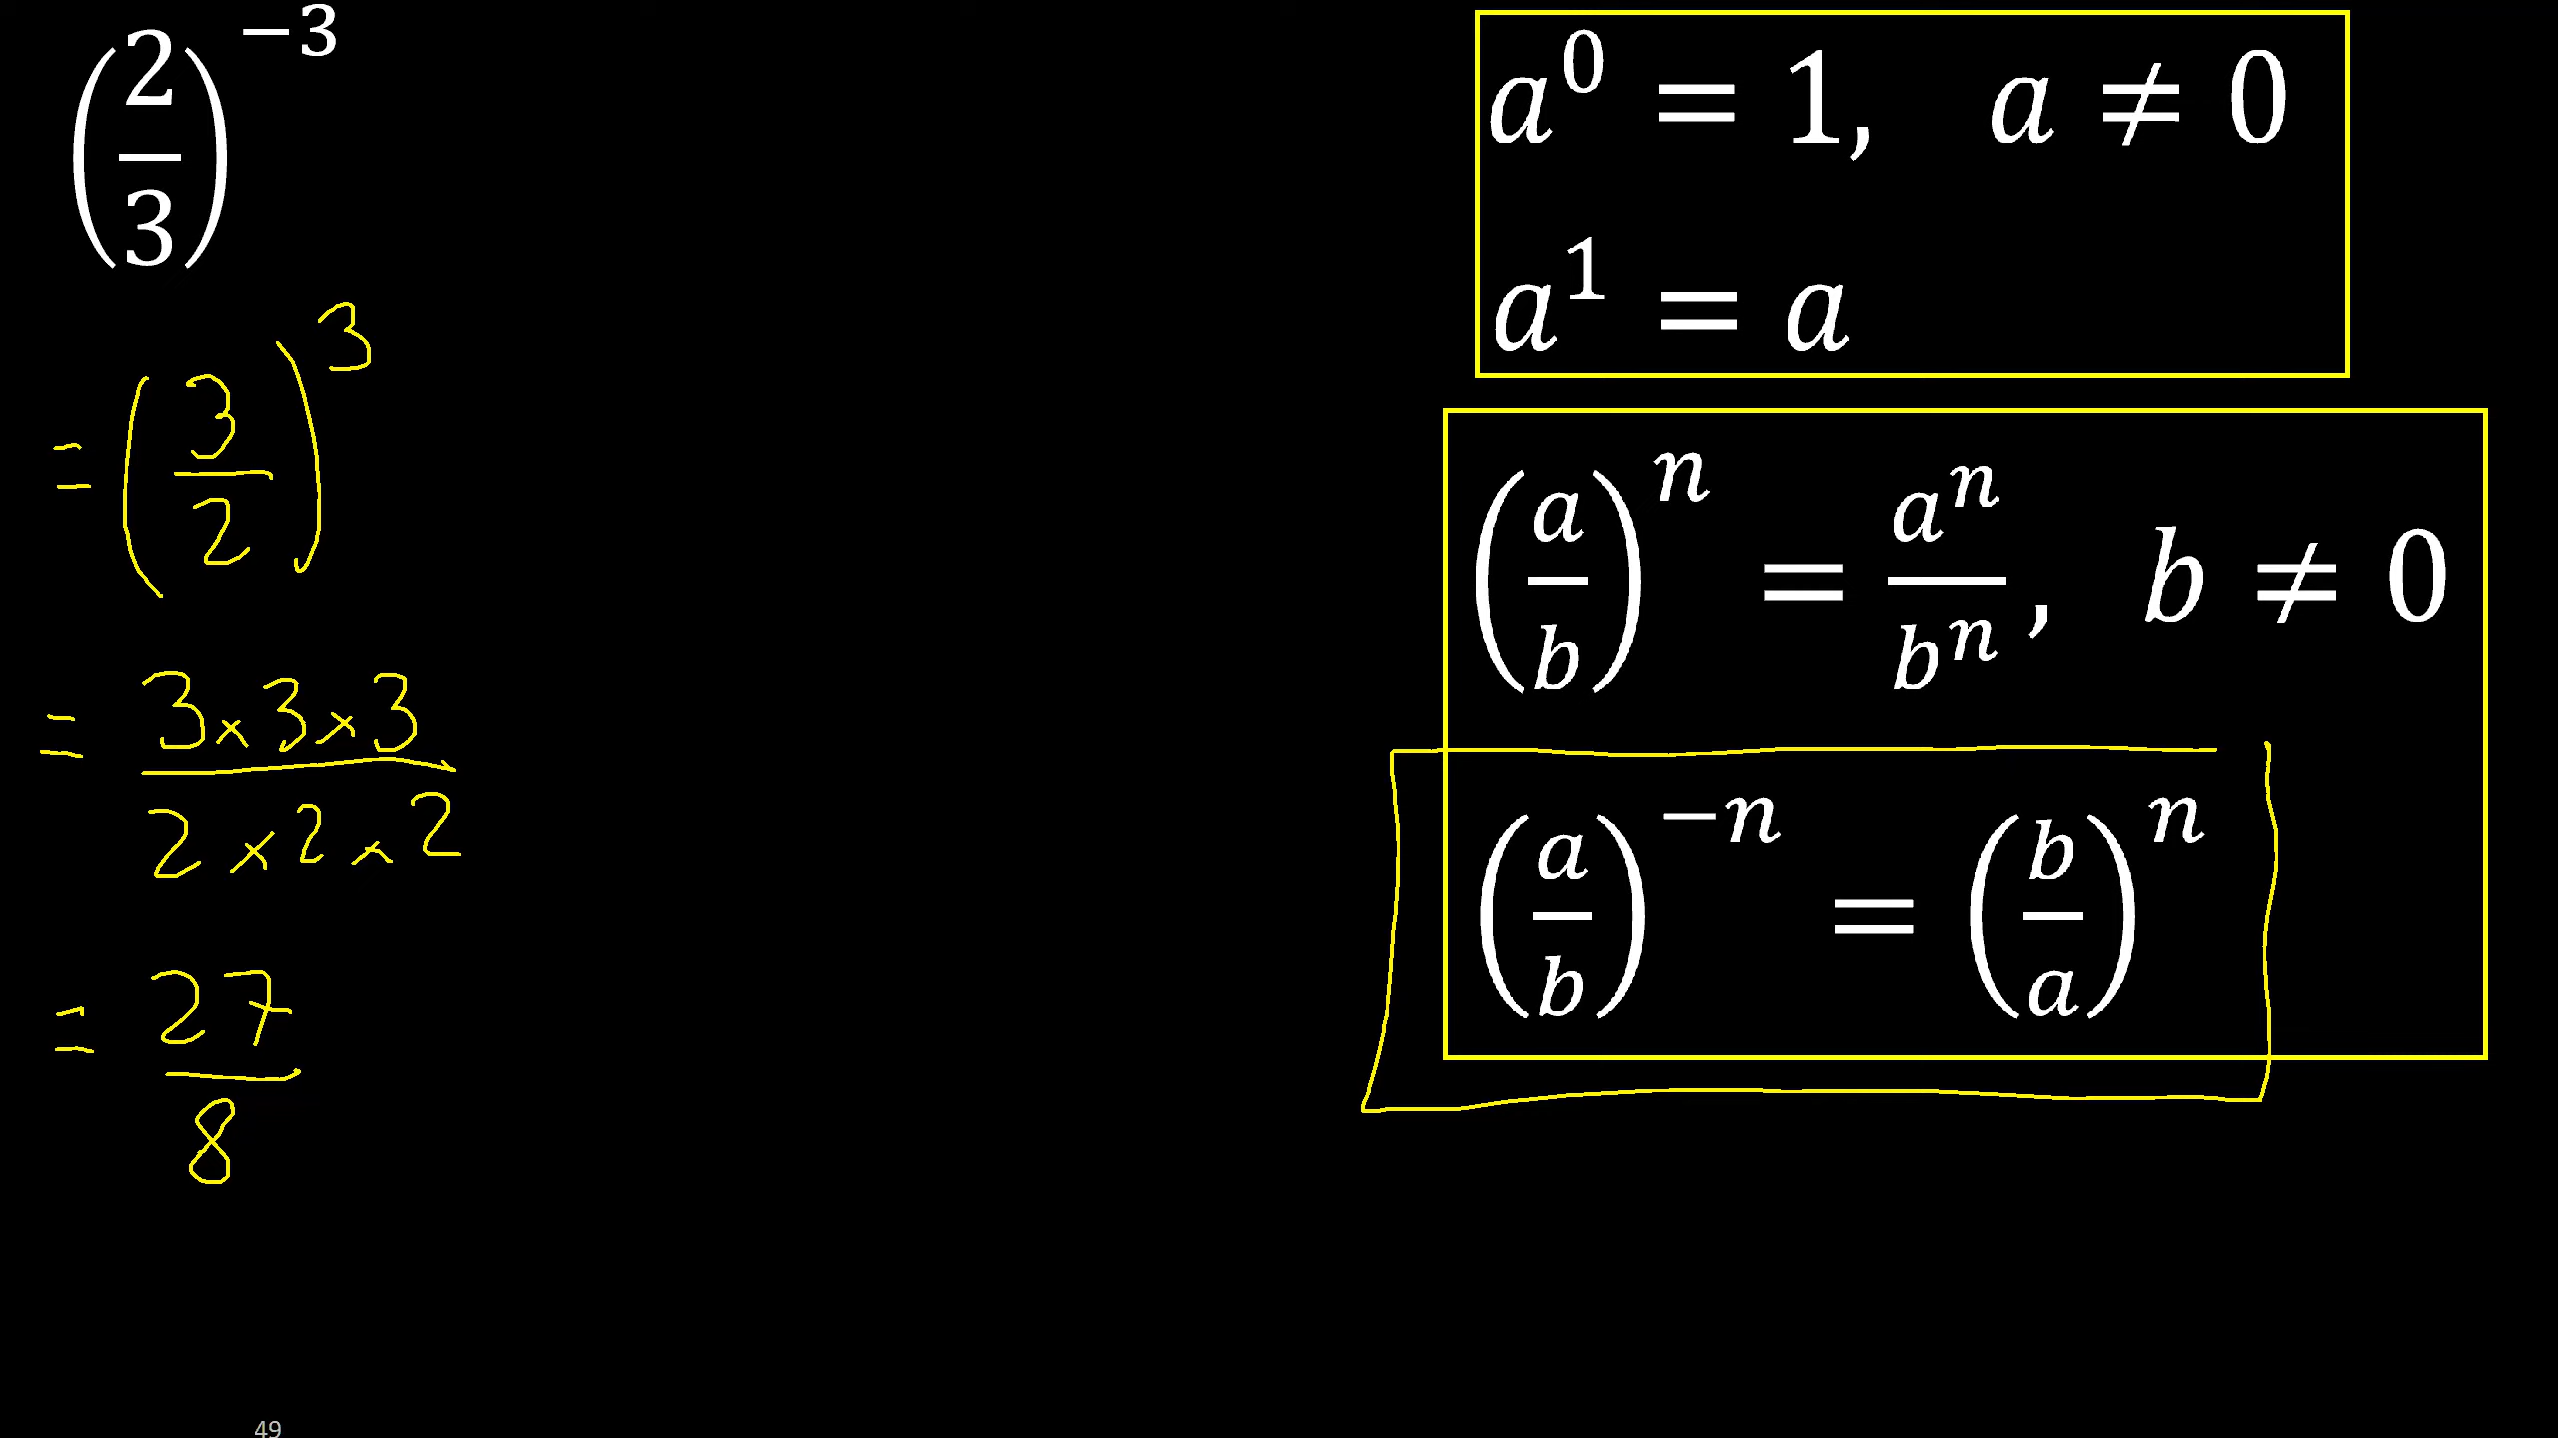 (2/3)^−3
= (3/2)^3
= 3×3×3 / 2×2×2
= 27/8
a^0 = 1, a ≠ 0
a^1 = a
(a/b)^n = a^n/b^n, b ≠ 0
(a/b)^−n = (b/a)^n
49